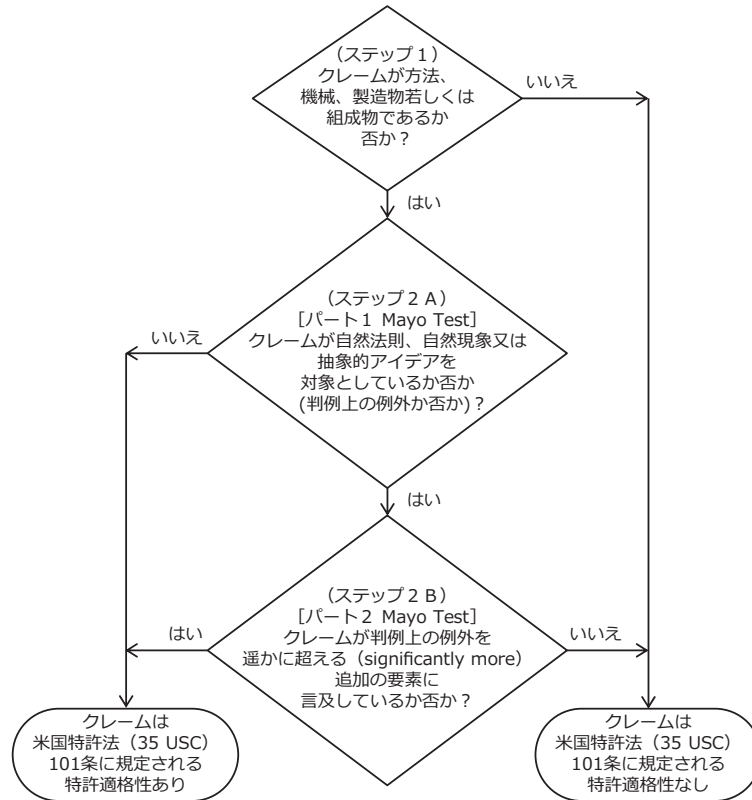 （ステップ１）
クレームが方法、
機械、製造物若しくは
組成物であるか
否か？
いいえ
はい
（ステップ２Ａ）
［パート１ Mayo Test］
クレームが自然法則、自然現象又は
抽象的アイデアを
対象としているか否か
(判例上の例外か否か)？
いいえ
はい
（ステップ２Ｂ）
［パート２ Mayo Test］
クレームが判例上の例外を
遥かに超える（significantly more）
追加の要素に
言及しているか否か？
はい
いいえ
クレームは
米国特許法（35 USC）
101条に規定される
特許適格性あり
クレームは
米国特許法（35 USC）
101条に規定される
特許適格性なし